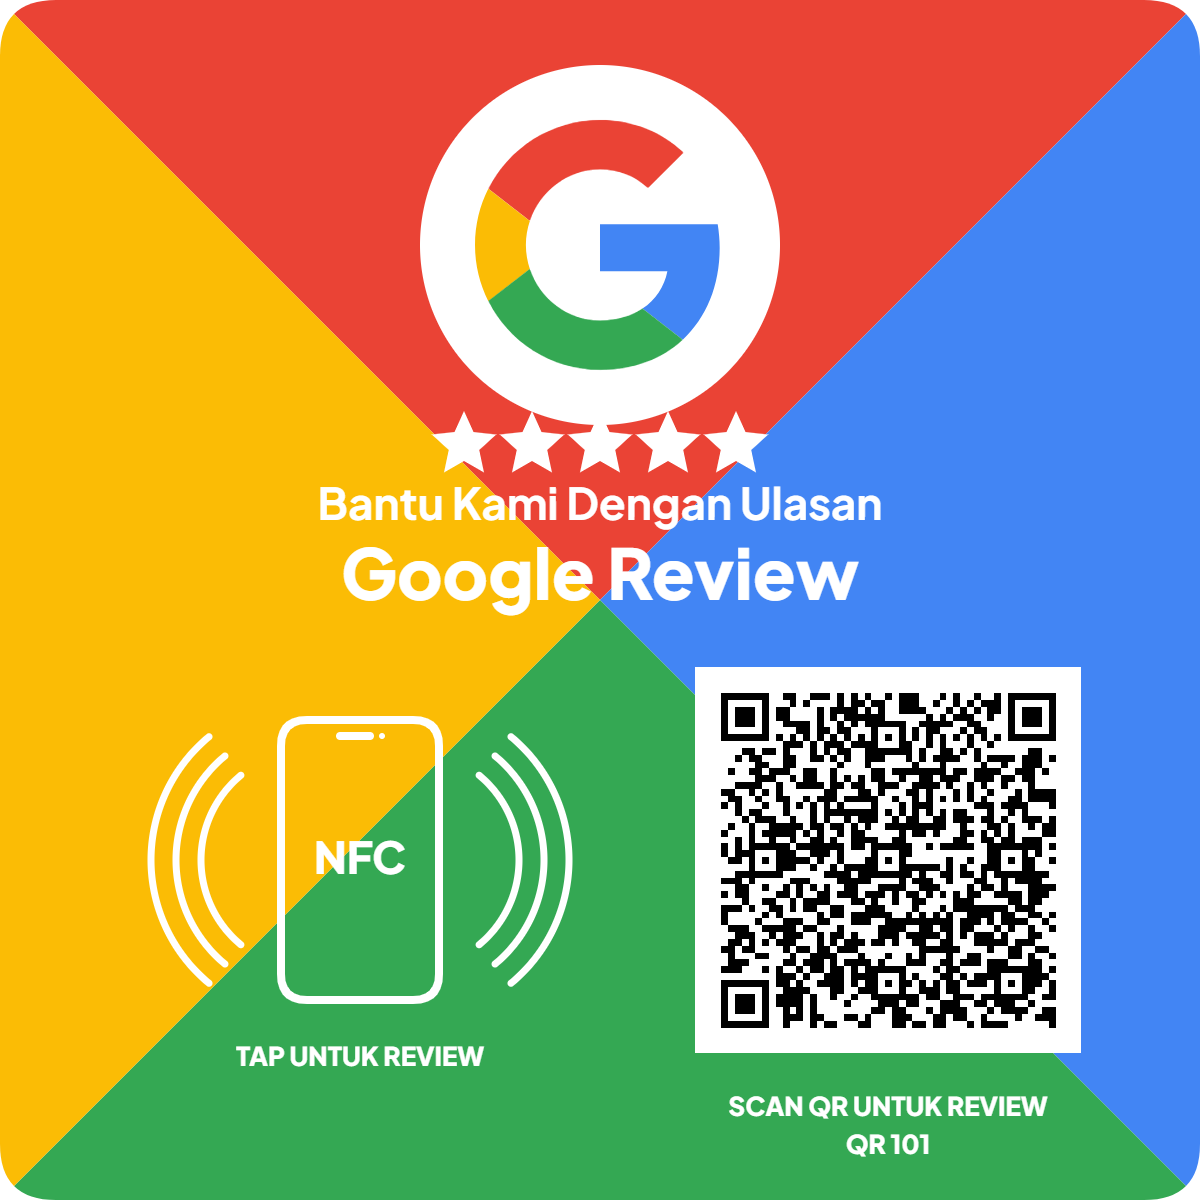 Bantu Kami Dengan Ulasan
Google Review
NFC
TAP UNTUK REVIEW
SCAN QR UNTUK REVIEW
QR 101